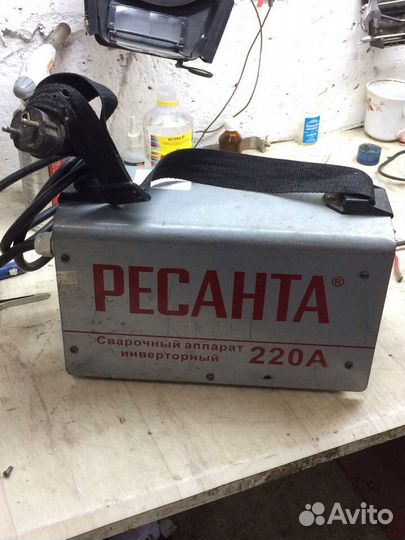 РЕСАНТА®
Сварочный аппарат
инверторный 220А
Avito